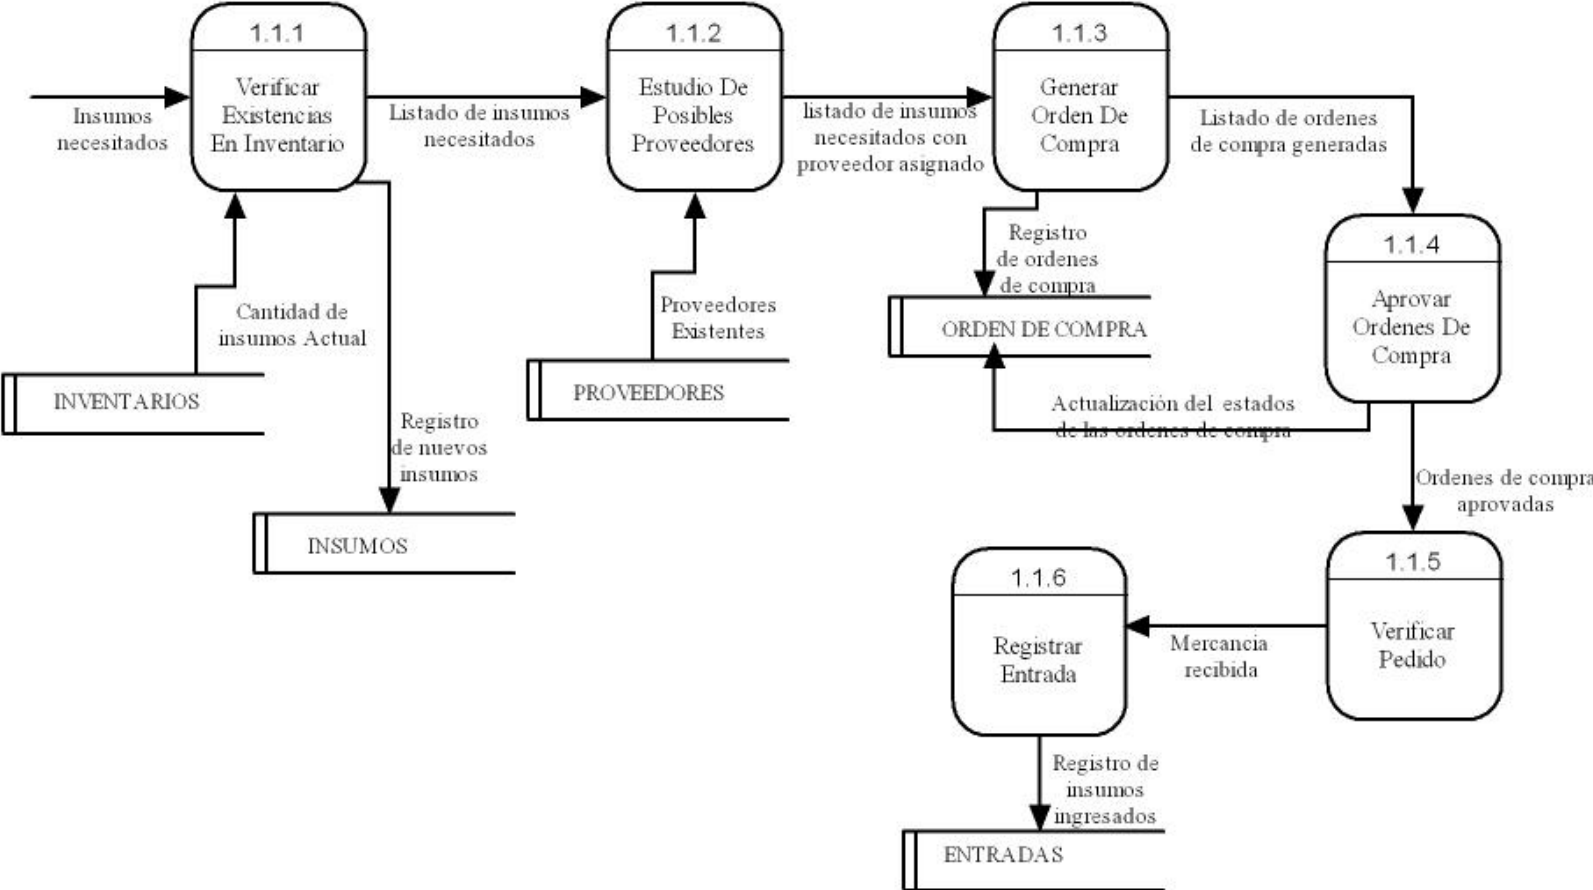 1.1.1
Verificar
Existencias
En Inventario
1.1.2
Estudio De
Posibles
Proveedores
1.1.3
Generar
Orden De
Compra
Insumos
necesitados
Listado de insumos
necesitados
listado de insumos
necesitados con
proveedor asignado
Listado de ordenes
de compra generadas
1.1.4
Aprovar
Ordenes De
Compra
Registro
de ordenes
de compra
Cantidad de
insumos Actual
Proveedores
Existentes
ORDEN DE COMPRA
INVENTARIOS
PROVEEDORES
Actualización del estados
de las ordenes de compra
Registro
de nuevos
insumos
Ordenes de compra
aprovadas
INSUMOS
1.1.5
Verificar
Pedido
1.1.6
Registrar
Entrada
Mercancia
recibida
Registro de
insumos
ingresados
ENTRADAS